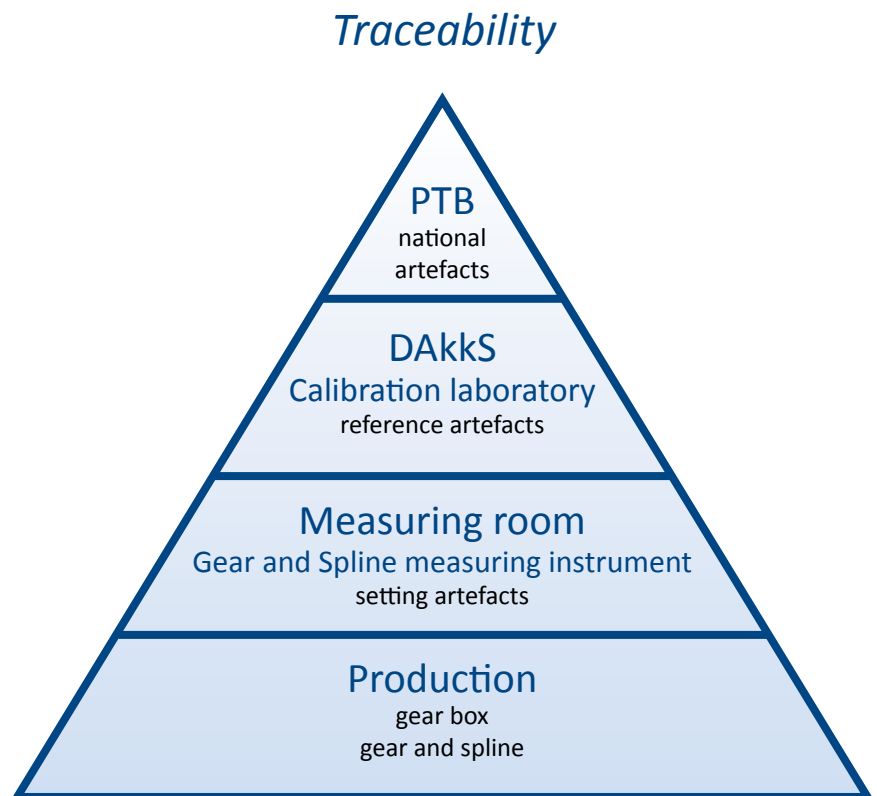 Traceability
PTB
national
artefacts
DAkkS
Calibration laboratory
reference artefacts
Measuring room
Gear and Spline measuring instrument
setting artefacts
Production
gear box
gear and spline